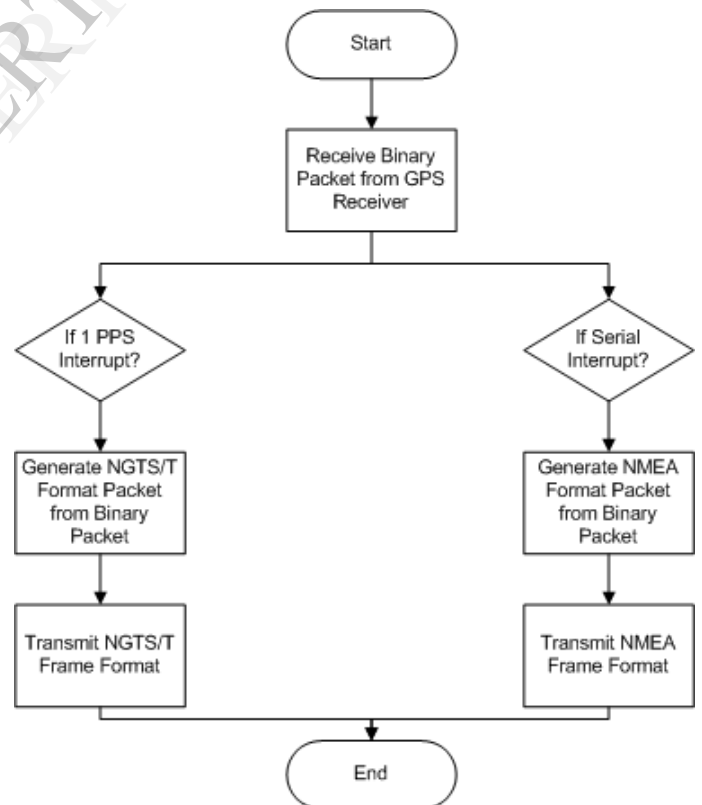 Start
Receive Binary
Packet from GPS
Receiver
If 1 PPS
Interrupt?
If Serial
Interrupt?
Generate NGTS/T
Format Packet
from Binary
Packet
Generate NMEA
Format Packet
from Binary
Packet
Transmit NGTS/T
Frame Format
Transmit NMEA
Frame Format
End